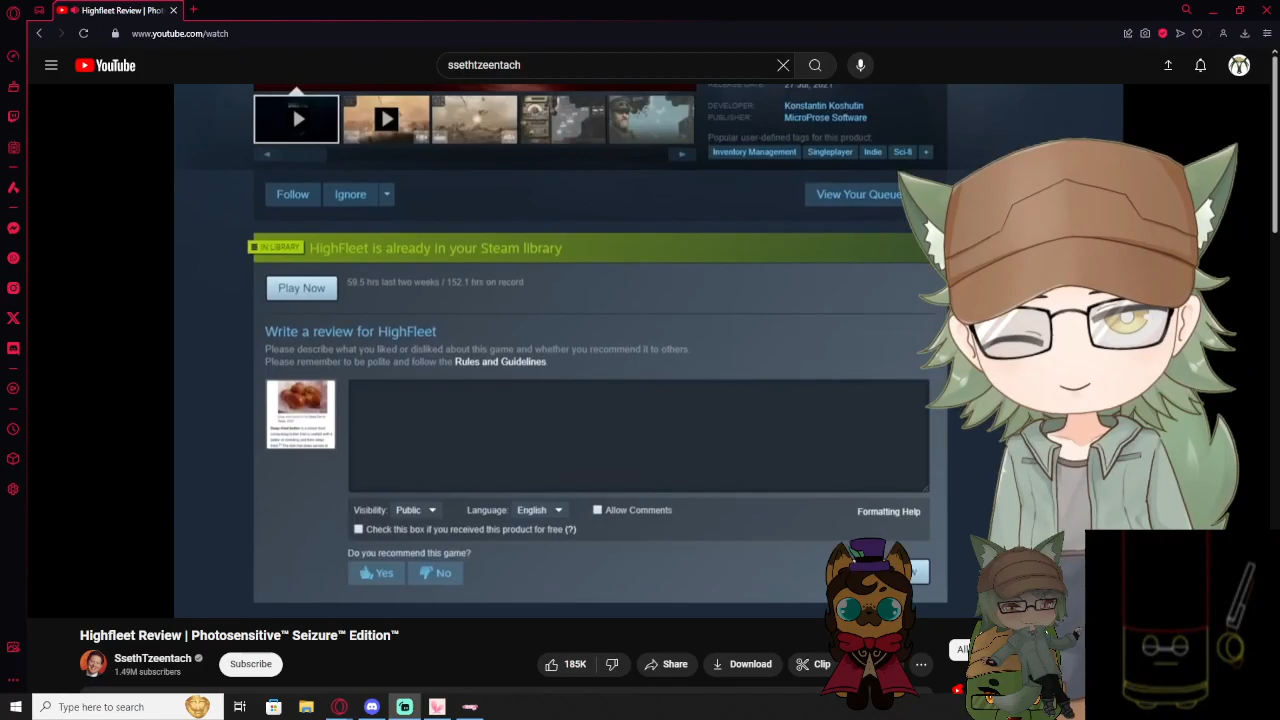 Highfleet Review | Phot
www.youtube.com/watch
YouTube
ssethtzeentach
RELEASE DATE: 27 Jul, 2021
DEVELOPER: Konstantin Koshutin
PUBLISHER: MicroProse Software
Popular user-defined tags for this product:
Inventory Management Singleplayer Indie Sci-fi +
Follow Ignore View Your Queue
IN LIBRARY HighFleet is already in your Steam library
Play Now 59.5 hrs last two weeks / 152.1 hrs on record
Write a review for HighFleet
Please describe what you liked or disliked about this game and whether you recommend it to others.
Please remember to be polite and follow the Rules and Guidelines.
Visibility: Public Language: English Allow Comments Formatting Help
Check this box if you received this product for free (?)
Do you recommend this game?
Yes No
Highfleet Review | Photosensitive™ Seizure™ Edition™
SsethTzeentach
1.49M subscribers
Subscribe 185K Share Download Clip
Type here to search